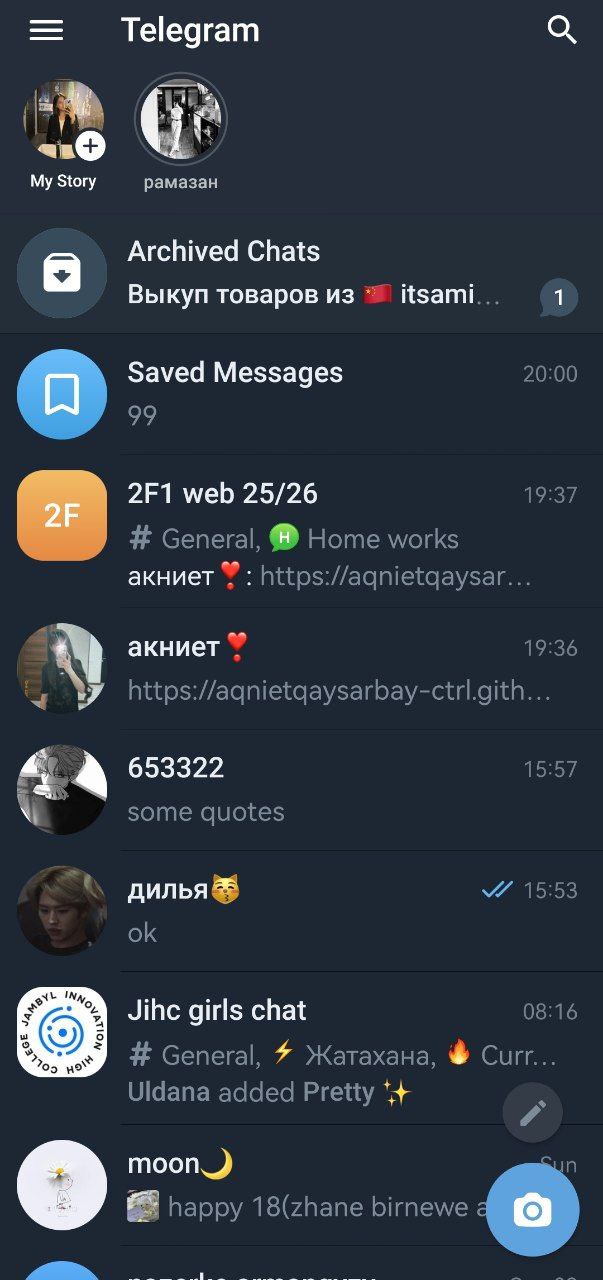 Telegram
My Story
рамазан
Archived Chats
Выкуп товаров из 🇨🇳 itsami...
1
Saved Messages
20:00
99
2F
2F1 web 25/26
19:37
# General, H Home works
акниет❣️: https://aqnietqaysar...
акниет❣️
19:36
https://aqnietqaysarbay-ctrl.gith...
653322
15:57
some quotes
дилья😽
15:53
ok
JAMBYL INNOVATION HIGH COLLEGE
Jihc girls chat
08:16
# General, ⚡ Жатахана, 🔥 Curr...
Uldana added Pretty ✨
moon🌙
Sun
happy 18(zhane birnewe a